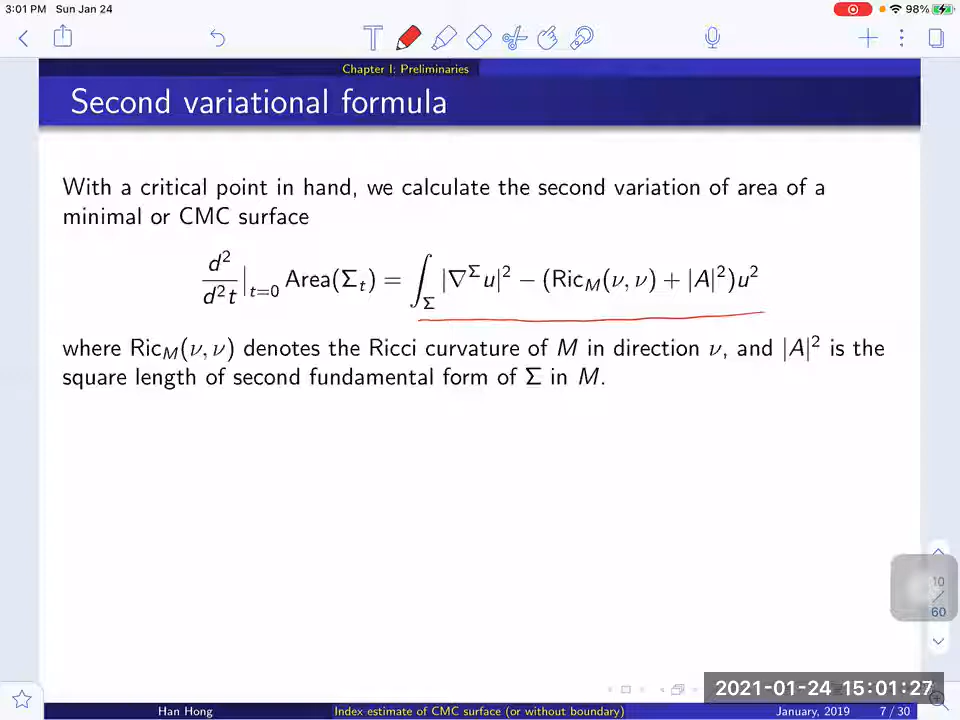 3:01 PM Sun Jan 24
98%
Chapter I: Preliminaries
Second variational formula
With a critical point in hand, we calculate the second variation of area of a
minimal or CMC surface
d²/d²t |ₜ₌₀ Area(Σₜ) = ∫_Σ |∇^Σ u|² − (Ric_M(ν, ν) + |A|²)u²
where Ric_M(ν, ν) denotes the Ricci curvature of M in direction ν, and |A|² is the
square length of second fundamental form of Σ in M.
10
/
60
2021-01-24 15:01:27
Han Hong
Index estimate of CMC surface (or without boundary)
January, 2019
7 / 30